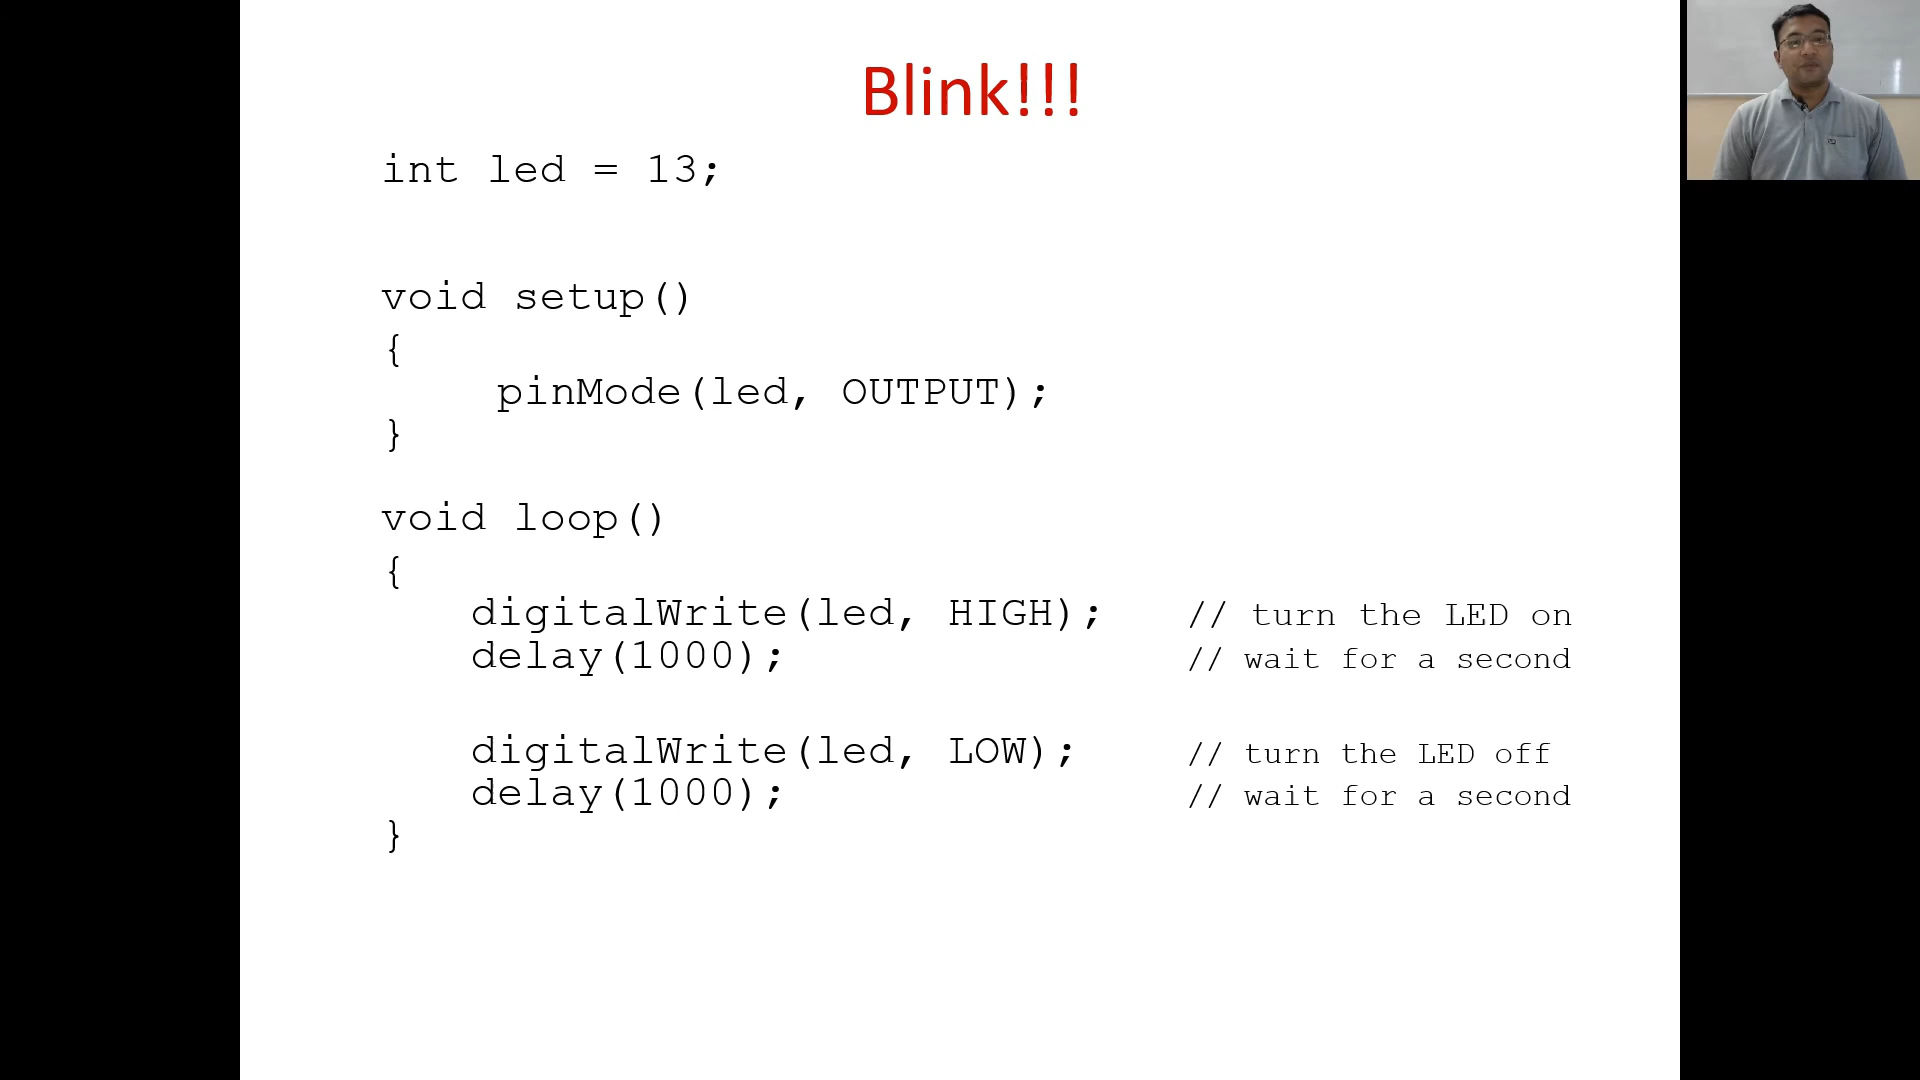 Blink!!!
int led = 13;
void setup()
{
pinMode(led, OUTPUT);
}
void loop()
{
digitalWrite(led, HIGH); // turn the LED on
delay(1000); // wait for a second
digitalWrite(led, LOW); // turn the LED off
delay(1000); // wait for a second
}